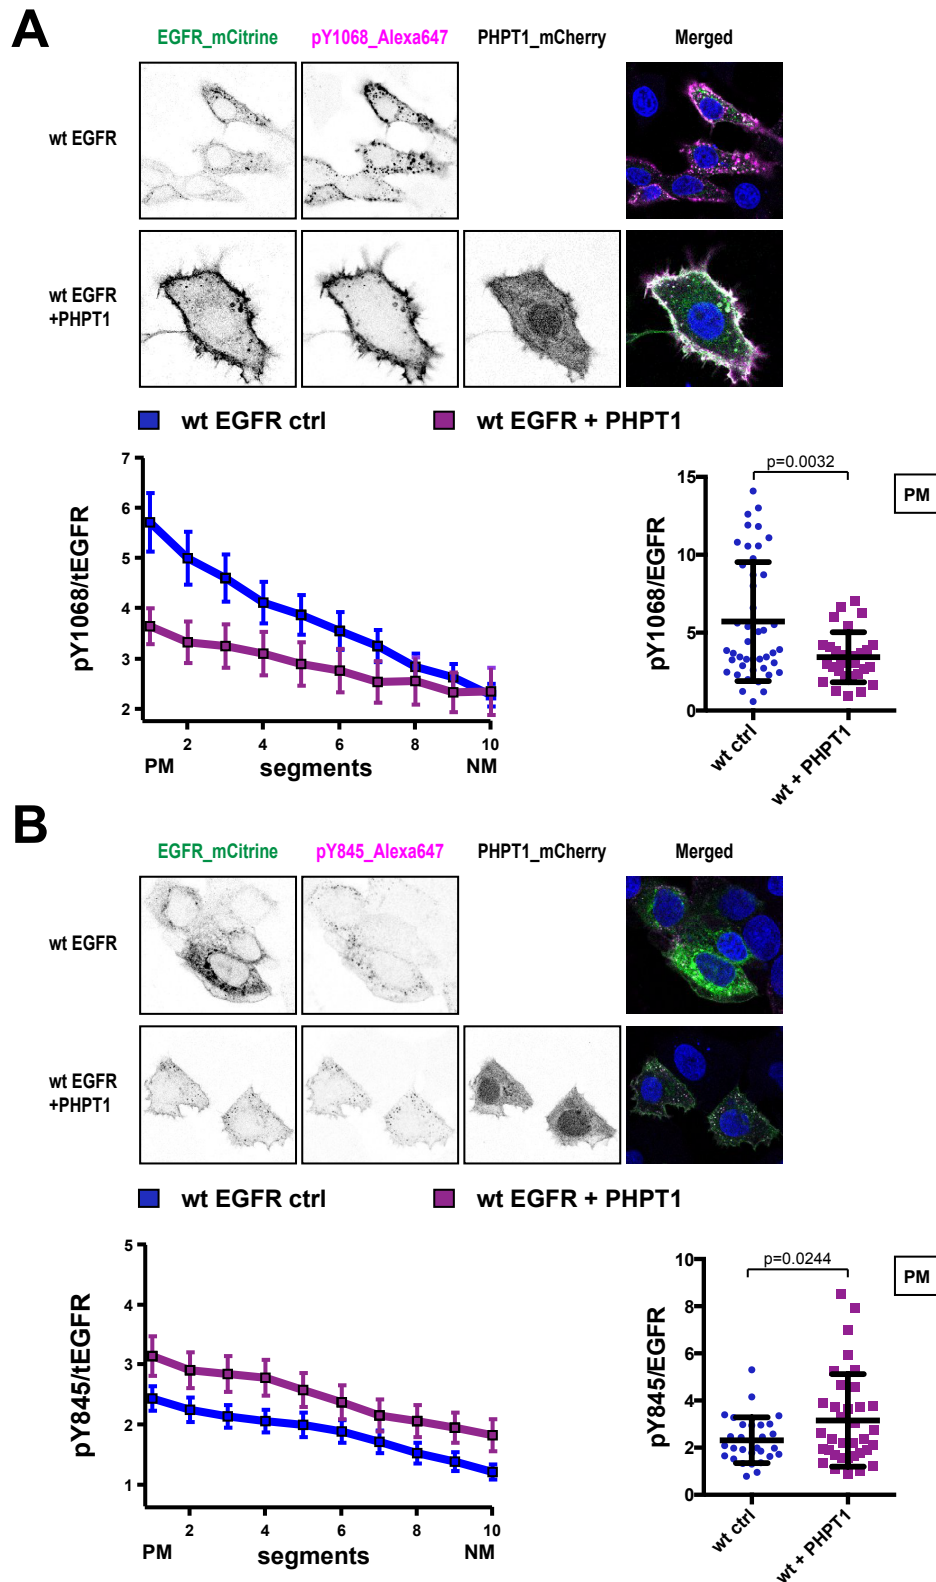 A
EGFR_mCitrine pY1068_Alexa647 PHPT1_mCherry Merged
wt EGFR
wt EGFR
+PHPT1
wt EGFR ctrl wt EGFR + PHPT1
7
6
5
4
3
2
pY1068/tEGFR
2 4 6 8 10
PM segments NM
p=0.0032
PM
15
10
5
0
pY1068/EGFR
wt ctrl
wt + PHPT1
B
EGFR_mCitrine pY845_Alexa647 PHPT1_mCherry Merged
wt EGFR
wt EGFR
+PHPT1
wt EGFR ctrl wt EGFR + PHPT1
5
4
3
2
1
pY845/tEGFR
2 4 6 8 10
PM segments NM
p=0.0244
PM
10
8
6
4
2
0
pY845/EGFR
wt ctrl
wt + PHPT1